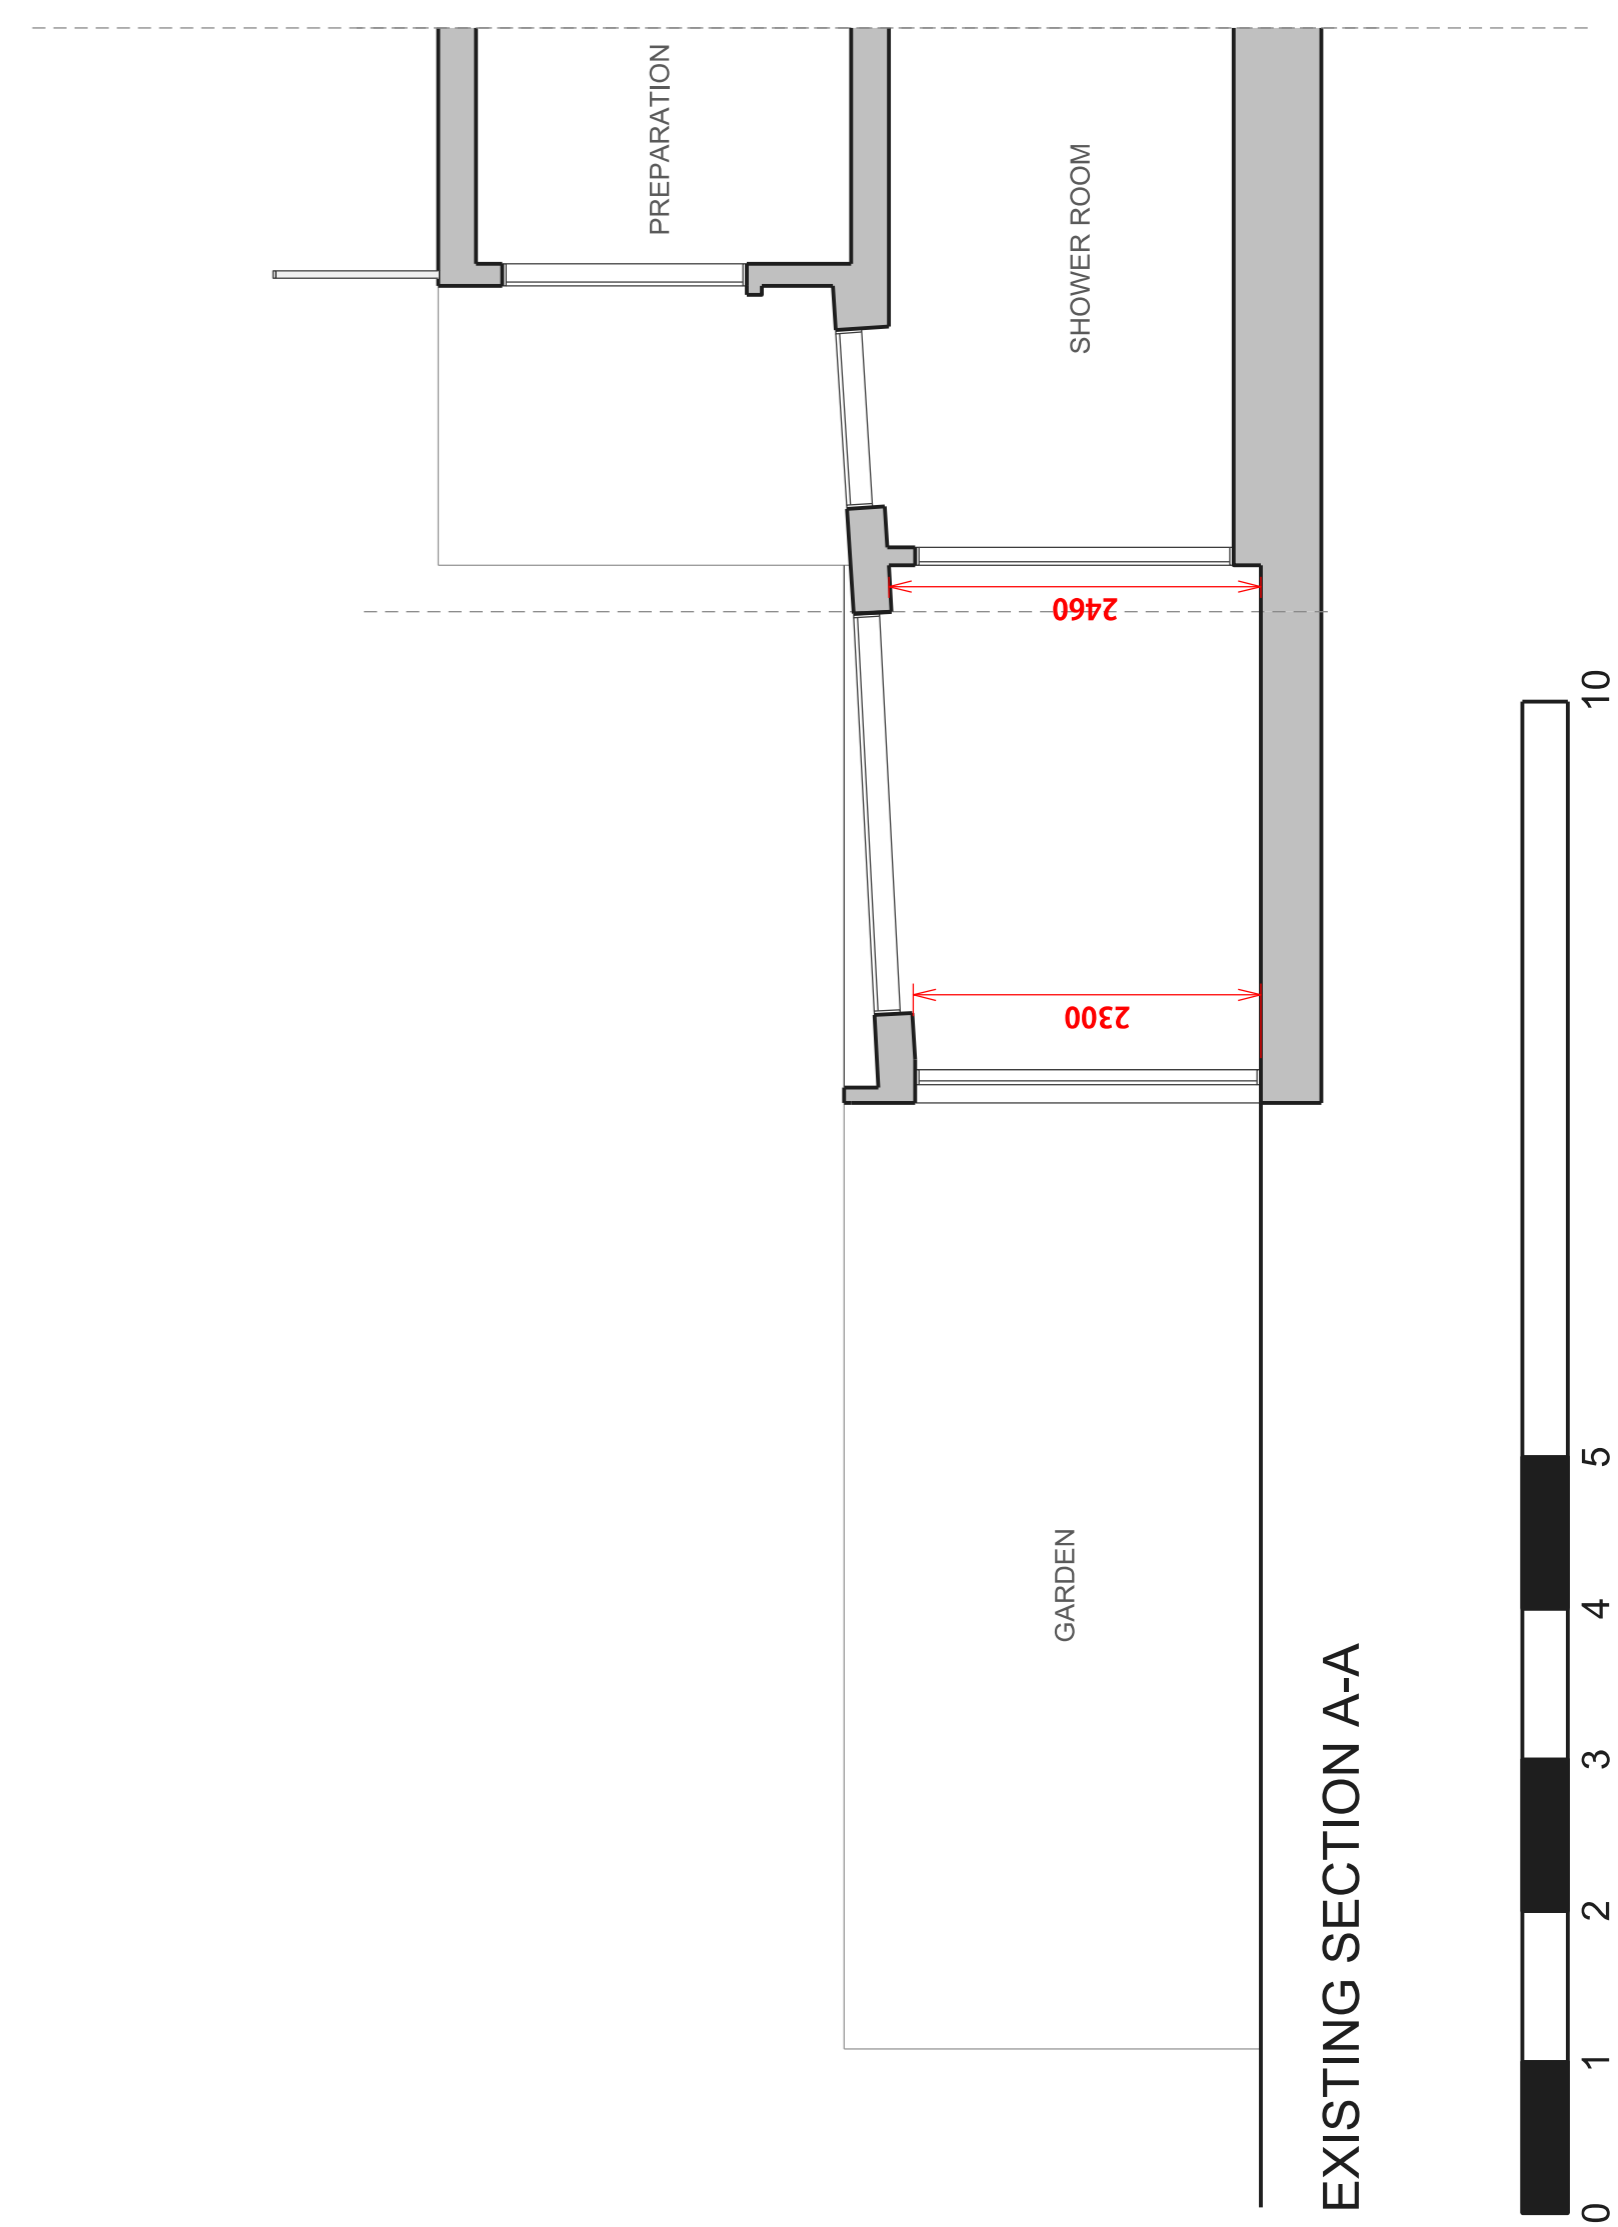 PREPARATION
SHOWER ROOM
2460
2300
GARDEN
EXISTING SECTION A-A
0 1 2 3 4 5 10